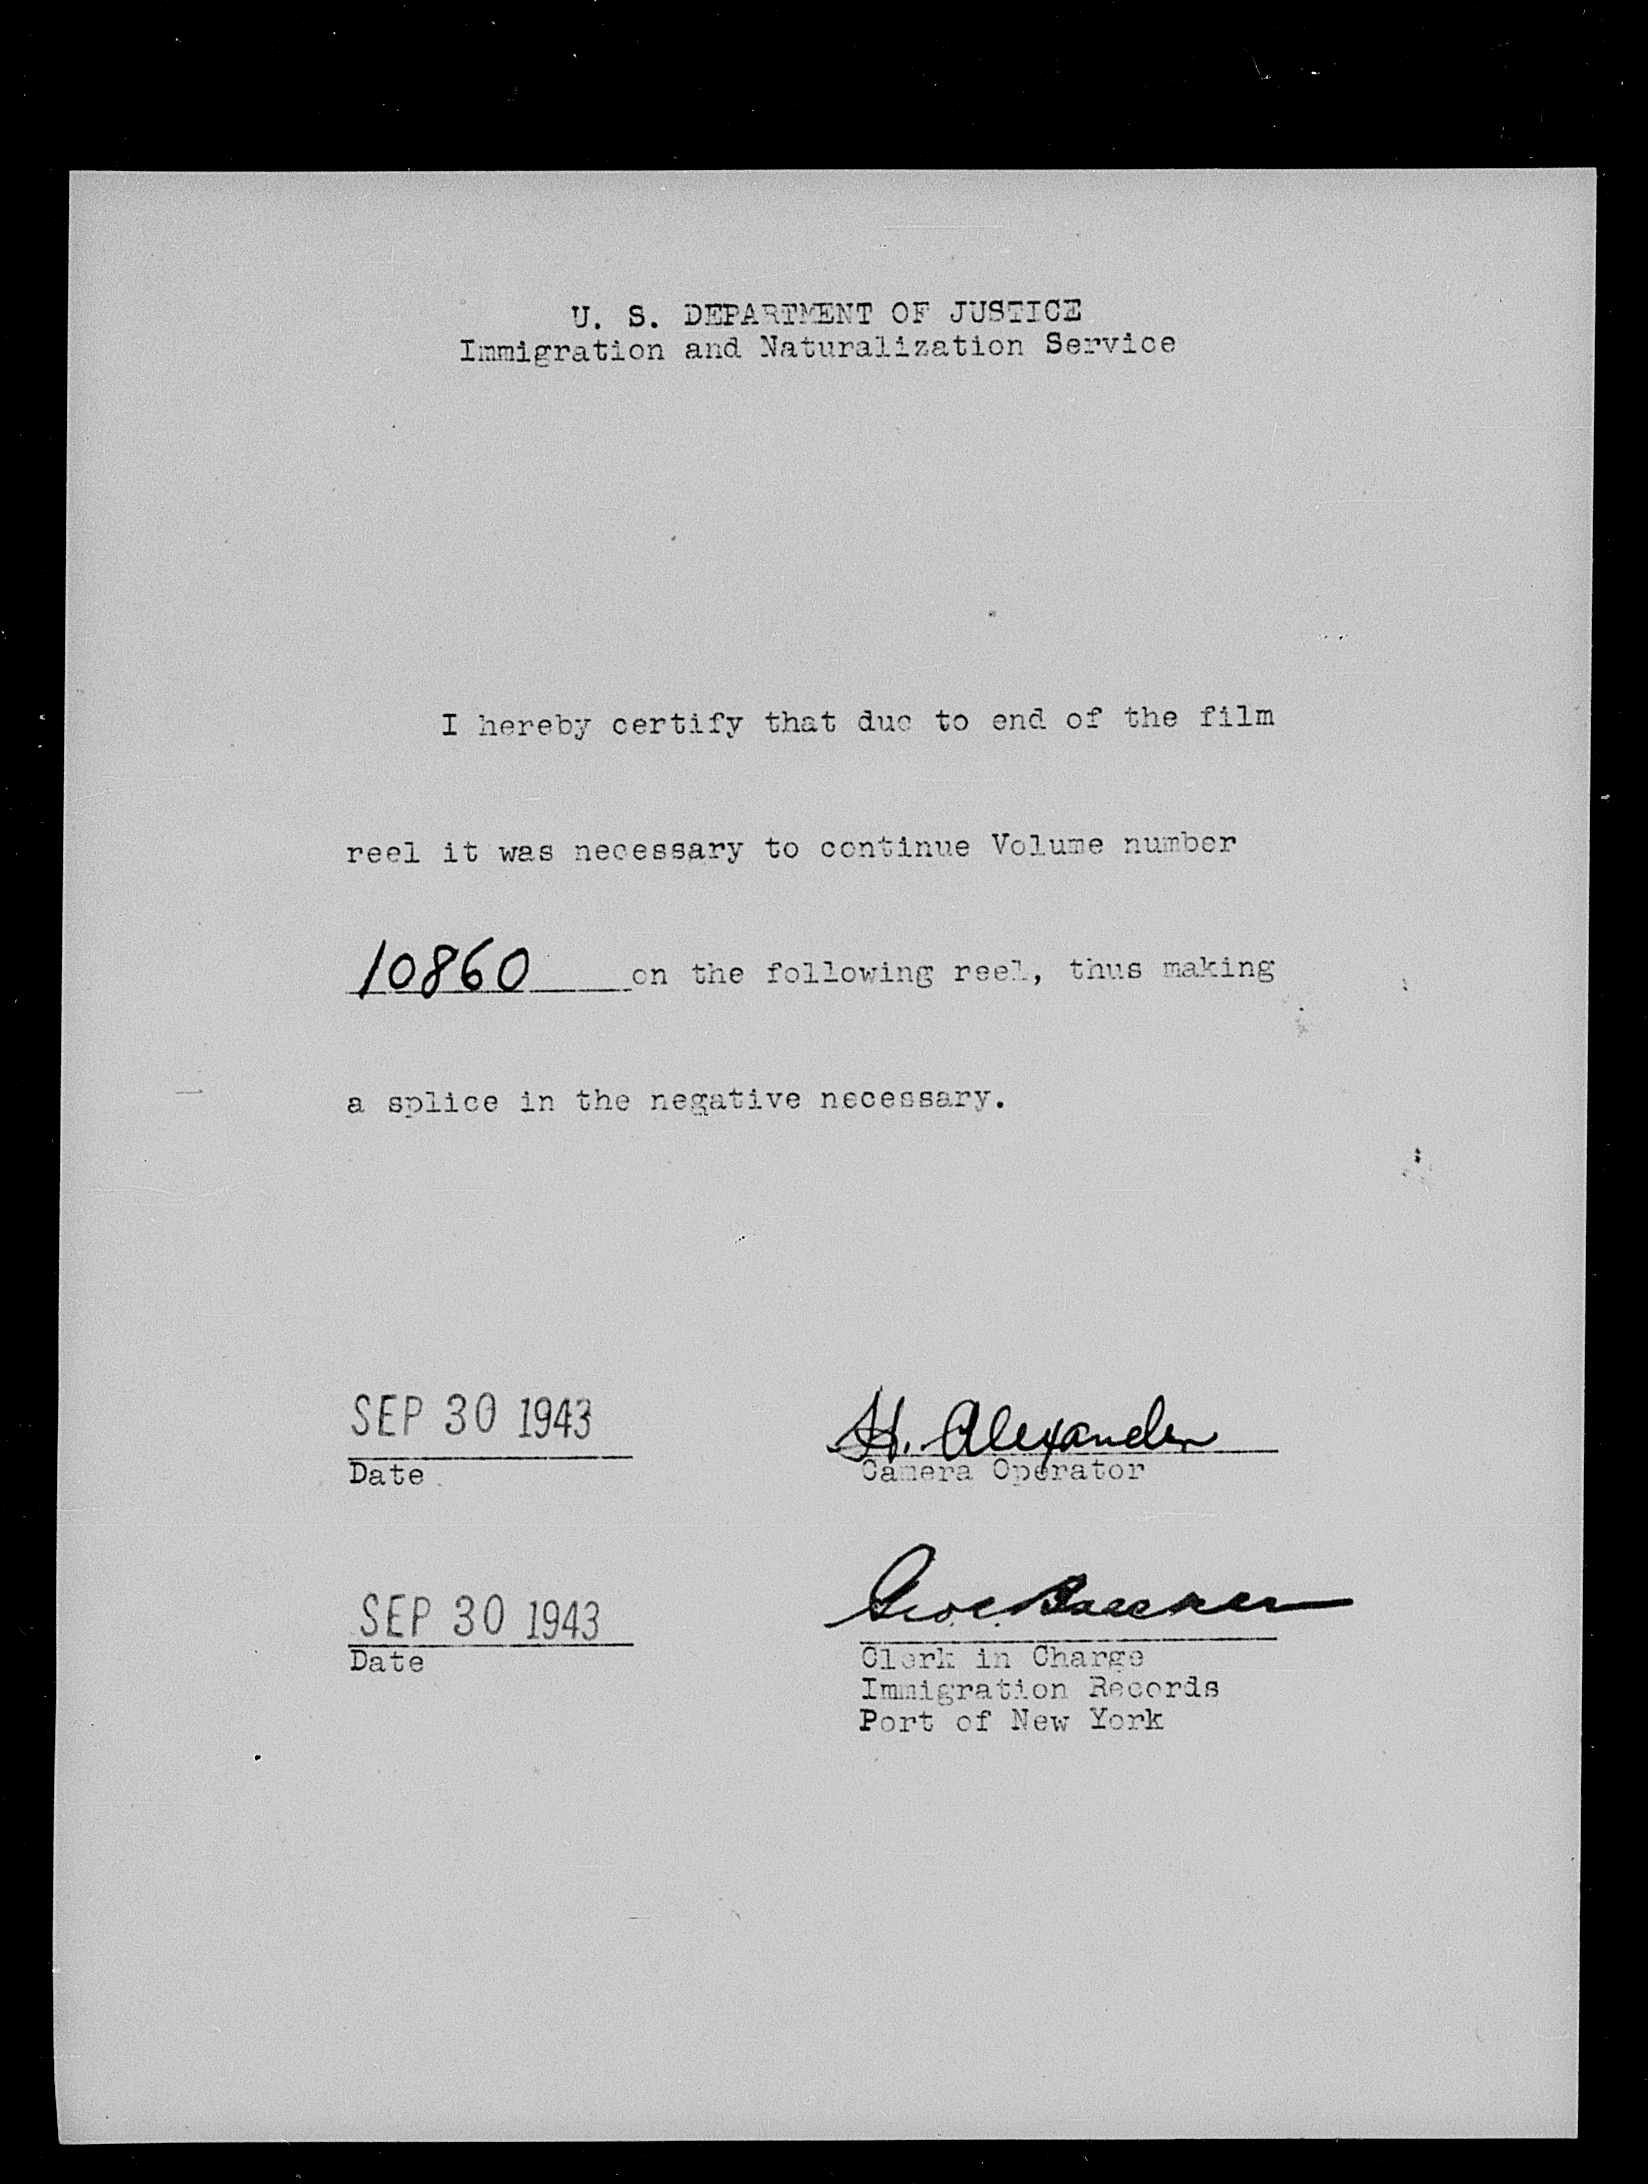 U. S. DEPARTMENT OF JUSTICE
Immigration and Naturalization Service
I hereby certify that due to end of the film
reel it was necessary to continue Volume number
10860 on the following reel, thus making
a splice in the negative necessary.
SEP 30 1943
H. Alexander
Date
Camera Operator
SEP 30 1943
Geo.
Date
Clerk in Charge
Immigration Records
Port of New York